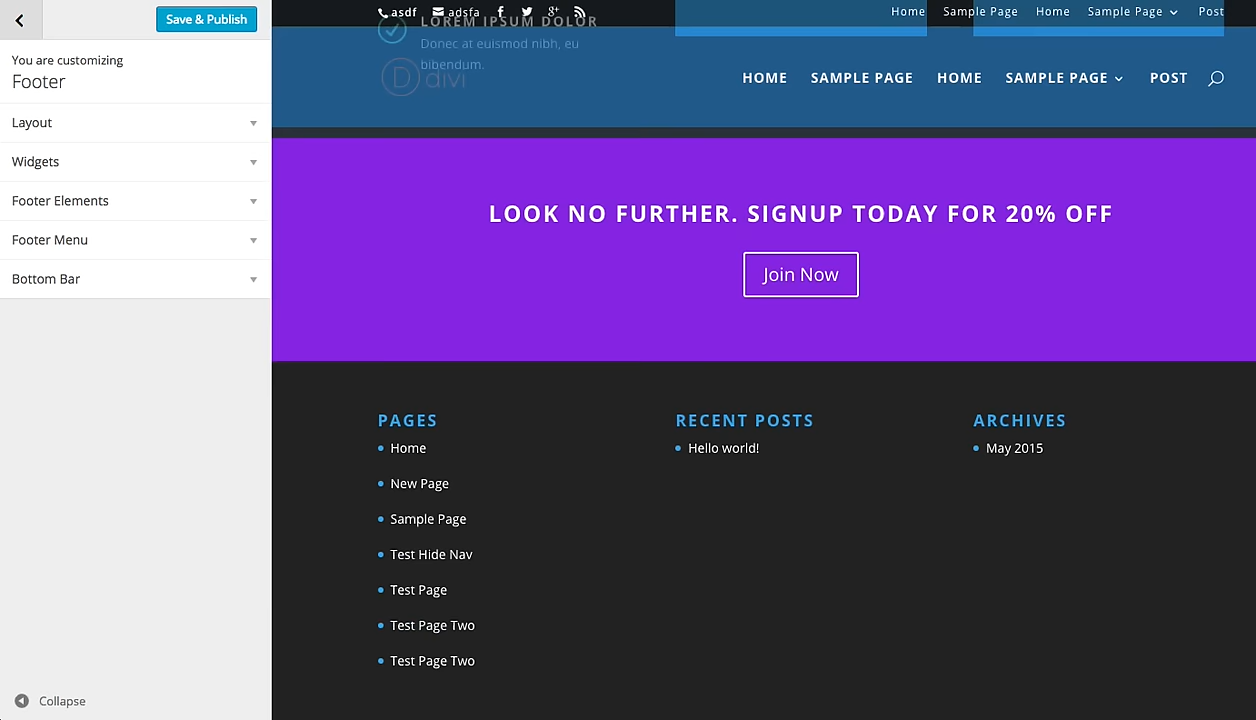 Save & Publish
You are customizing
Footer
Layout
Widgets
Footer Elements
Footer Menu
Bottom Bar
Collapse
asdf adsfa Home Sample Page Home Sample Page Post
LOREM IPSUM DOLOR
Donec at euismod nibh, eu
bibendum.
D divi
HOME SAMPLE PAGE HOME SAMPLE PAGE POST
LOOK NO FURTHER. SIGNUP TODAY FOR 20% OFF
Join Now
PAGES
Home
New Page
Sample Page
Test Hide Nav
Test Page
Test Page Two
Test Page Two
RECENT POSTS
Hello world!
ARCHIVES
May 2015